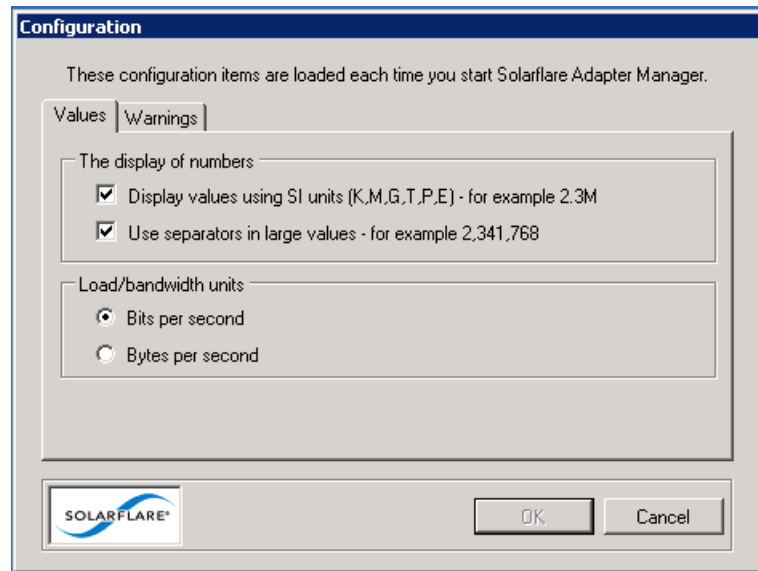 Configuration
These configuration items are loaded each time you start Solarflare Adapter Manager.
Values Warnings
The display of numbers
Display values using SI units (K,M,G,T,P,E) - for example 2.3M
Use separators in large values - for example 2,341,768
Load/bandwidth units
Bits per second
Bytes per second
SOLARFLARE® OK Cancel